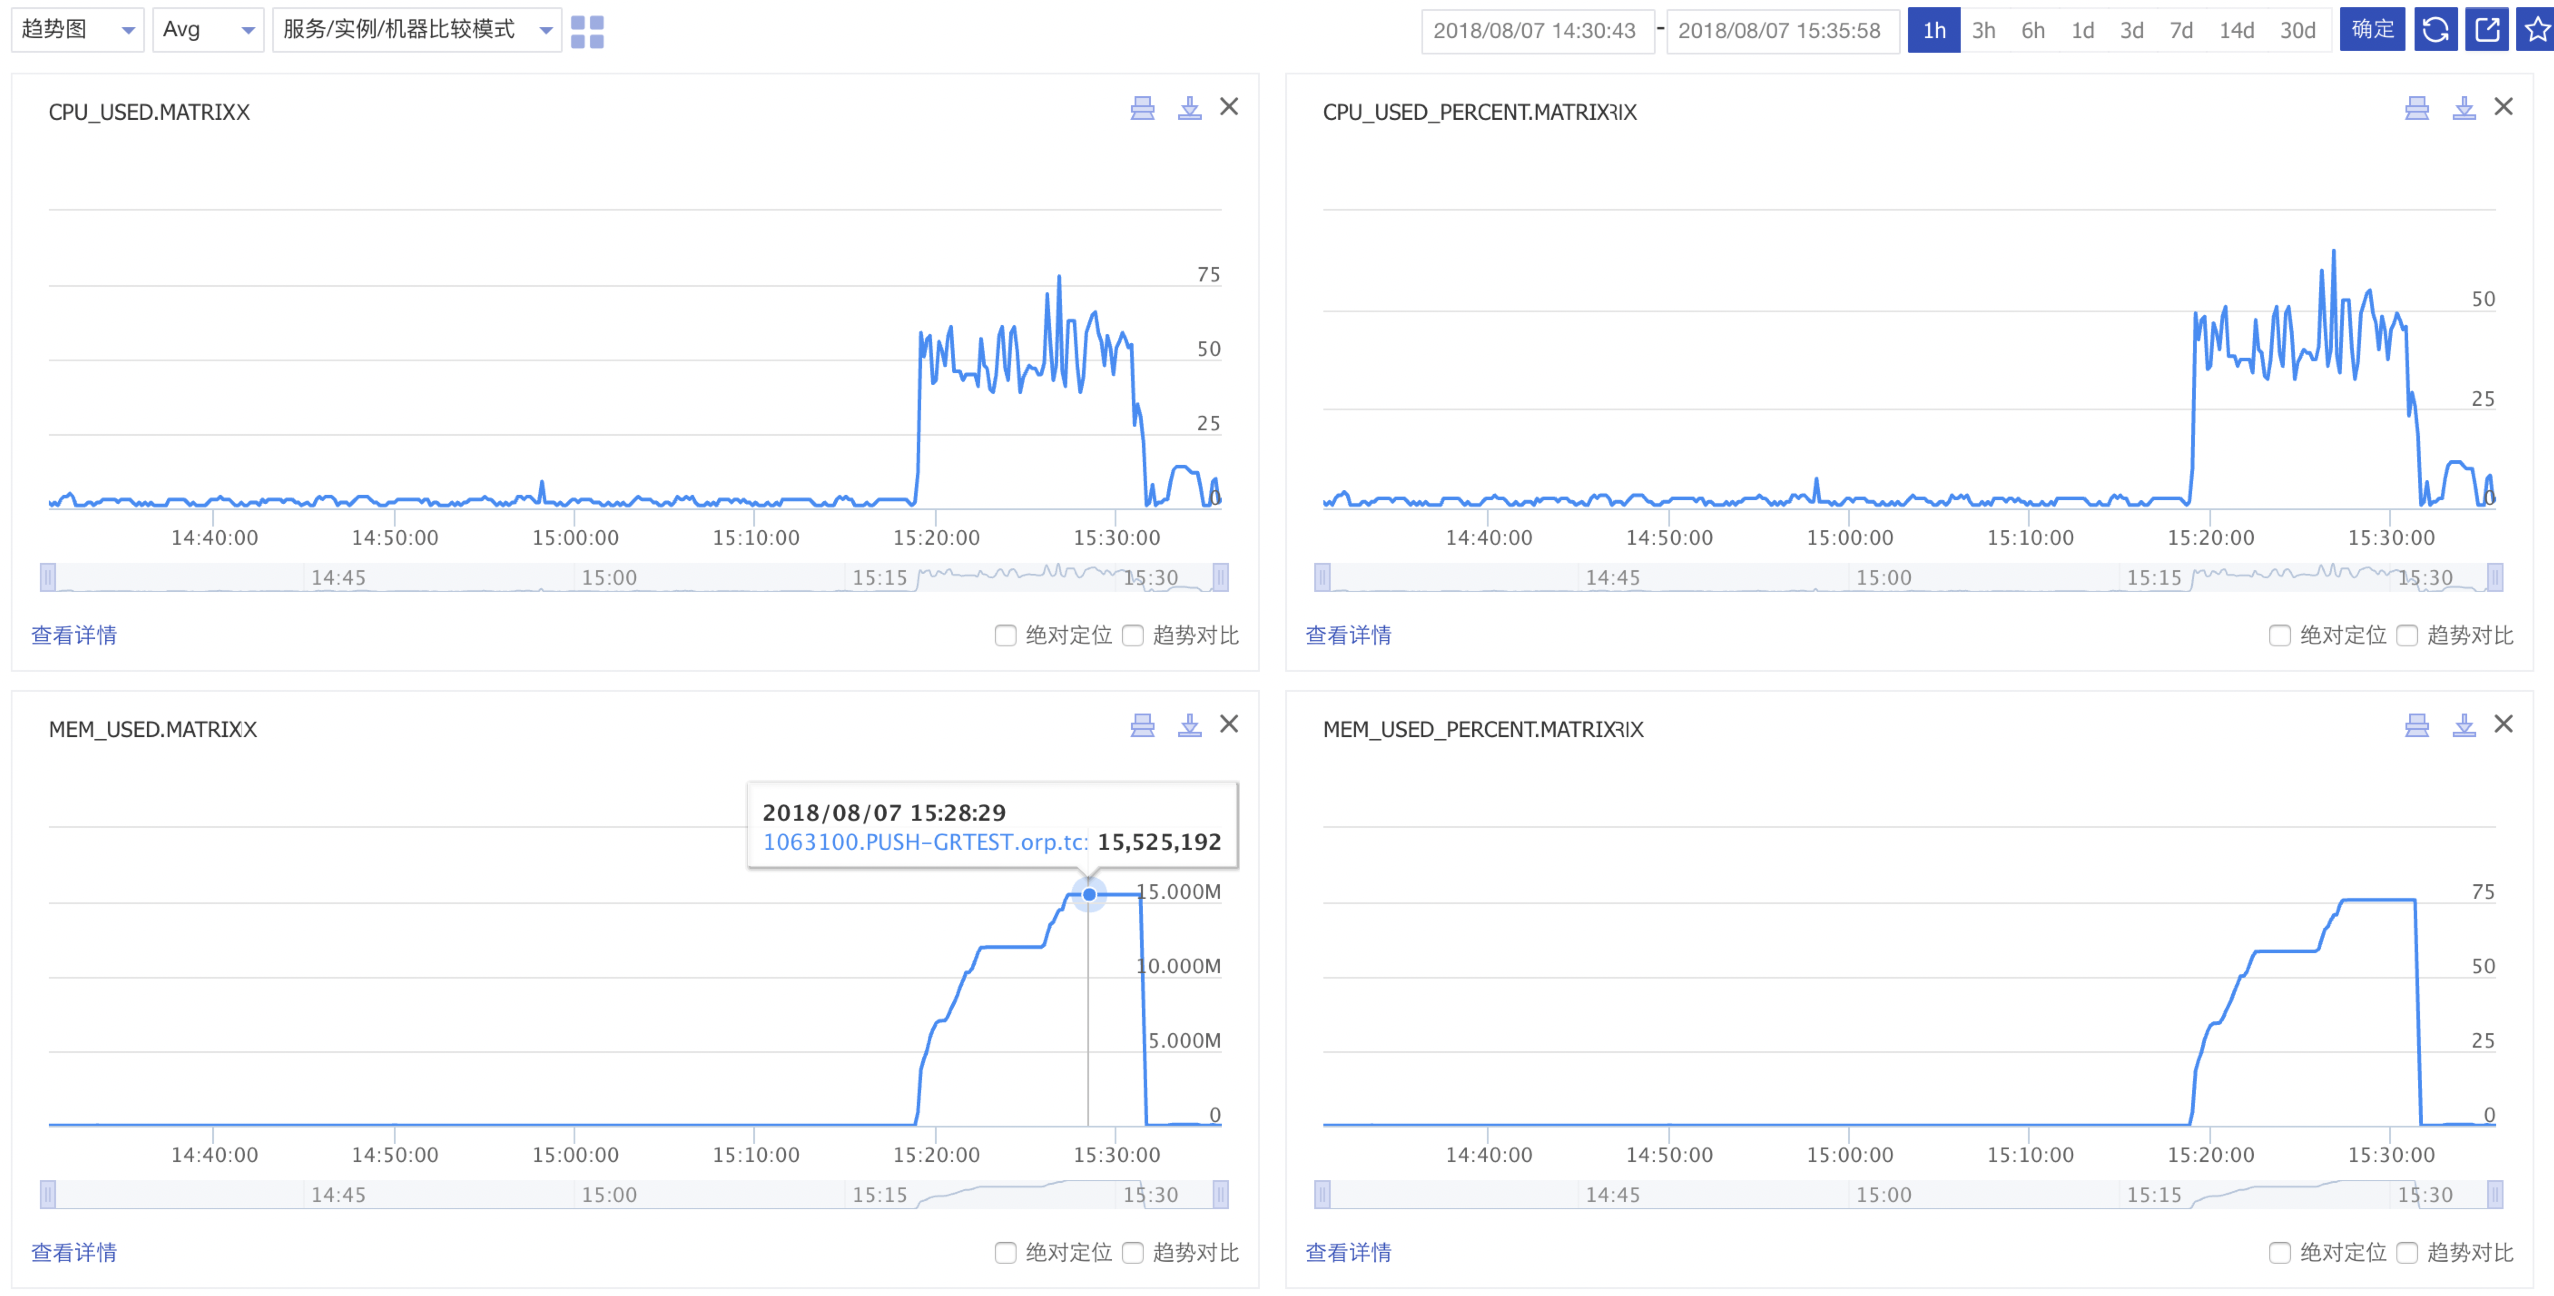 趋势图 Avg 服务/实例/机器比较模式 2018/08/07 14:30:43 - 2018/08/07 15:35:58 1h 3h 6h 1d 3d 7d 14d 30d 确定
CPU_USED.MATRIXX
75
50
25
0
14:40:00 14:50:00 15:00:00 15:10:00 15:20:00 15:30:00
14:45 15:00 15:15 15:30
查看详情 绝对定位 趋势对比
CPU_USED_PERCENT.MATRIXRIX
50
25
0
14:40:00 14:50:00 15:00:00 15:10:00 15:20:00 15:30:00
14:45 15:00 15:15 15:30
查看详情 绝对定位 趋势对比
MEM_USED.MATRIXX
2018/08/07 15:28:29
1063100.PUSH-GRTEST.orp.tc: 15,525,192
15.000M
10.000M
5.000M
0
14:40:00 14:50:00 15:00:00 15:10:00 15:20:00 15:30:00
14:45 15:00 15:15 15:30
查看详情 绝对定位 趋势对比
MEM_USED_PERCENT.MATRIXRIX
75
50
25
0
14:40:00 14:50:00 15:00:00 15:10:00 15:20:00 15:30:00
14:45 15:00 15:15 15:30
查看详情 绝对定位 趋势对比